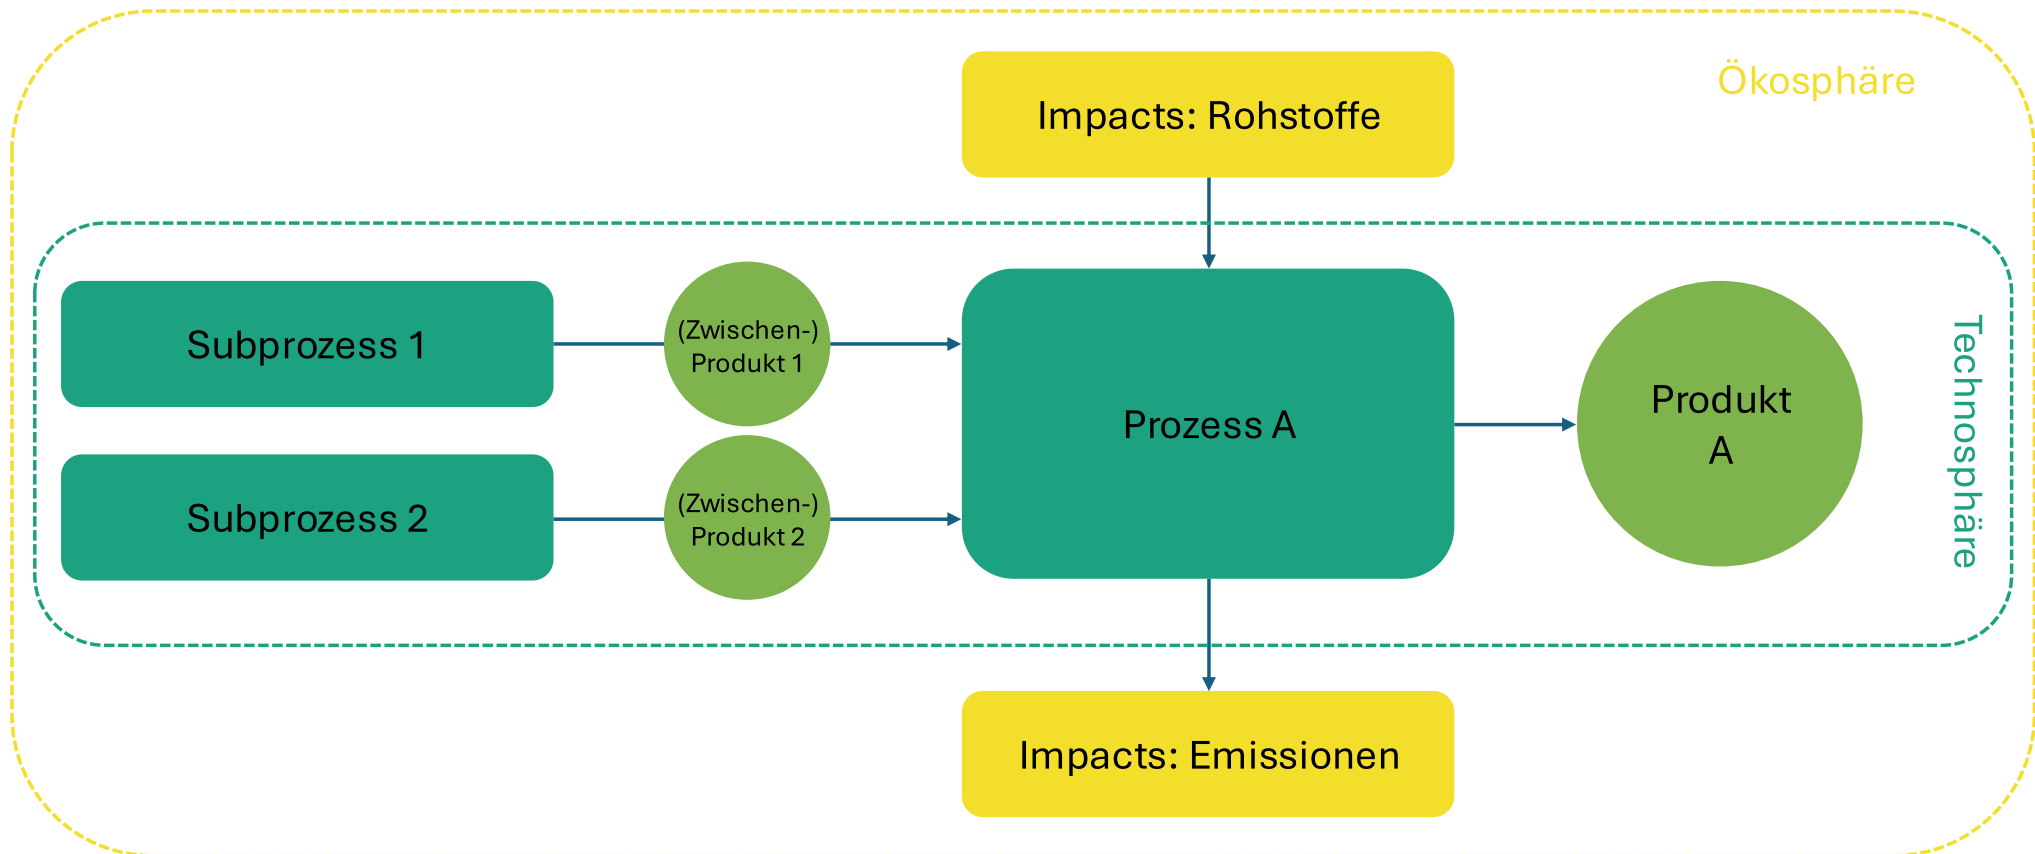 Impacts: Rohstoffe
Ökosphäre
Subprozess 1
(Zwischen-)
Produkt 1
Subprozess 2
(Zwischen-)
Produkt 2
Prozess A
Produkt
A
Technosphäre
Impacts: Emissionen